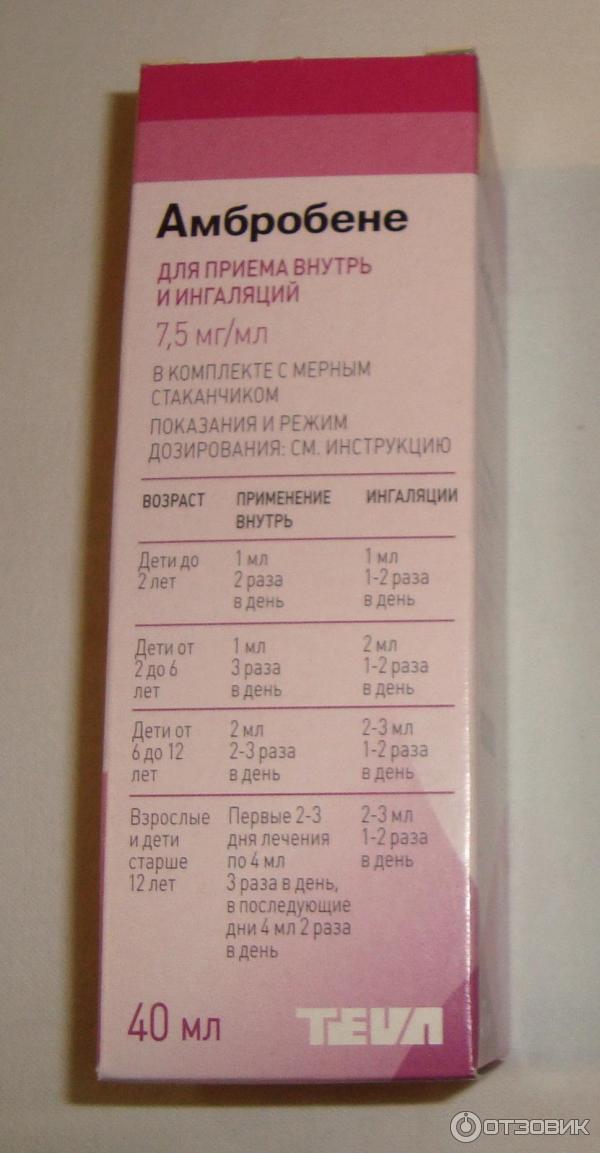 Амбробене
ДЛЯ ПРИЕМА ВНУТРЬ
И ИНГАЛЯЦИЙ
7,5 мг/мл
В КОМПЛЕКТЕ С МЕРНЫМ
СТАКАНЧИКОМ
ПОКАЗАНИЯ И РЕЖИМ
ДОЗИРОВАНИЯ: СМ. ИНСТРУКЦИЮ
ВОЗРАСТ
ПРИМЕНЕНИЕ
ВНУТРЬ
ИНГАЛЯЦИИ
Дети до
2 лет
1 мл
2 раза
в день
1 мл
1-2 раза
в день
Дети от
2 до 6
лет
1 мл
3 раза
в день
2 мл
1-2 раза
в день
Дети от
6 до 12
лет
2 мл
2-3 раза
в день
2-3 мл
1-2 раза
в день
Взрослые
и дети
старше
12 лет
Первые 2-3
дня лечения
по 4 мл
3 раза в день,
в последующие
дни 4 мл 2 раза
в день
2-3 мл
1-2 раза
в день
40 мл
TEVA
ОТЗОВИК